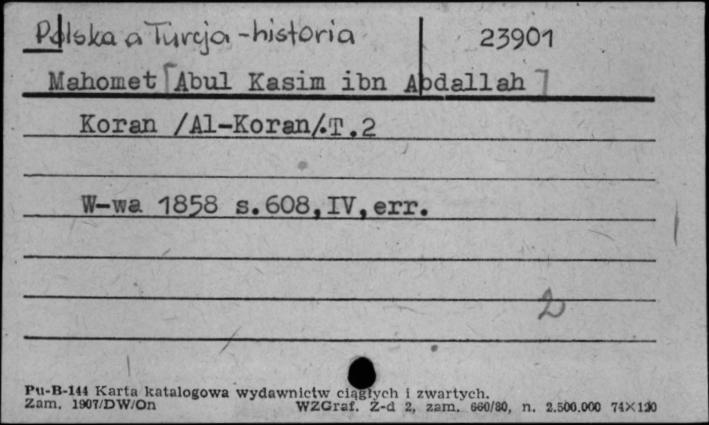 Polska a Turcja - historia 23901
Mahomet [Abul Kasim ibn Abdallah]
Koran /Al-Koran/.T.2
W-wa 1858 s.608,IV,err.
2
Pu-B-144 Karta katalogowa wydawnictw ciągłych i zwartych.
Zam. 1907/DW/On WZGraf. Z-d 2, zam. 660/80, n. 2.500.000 74×120